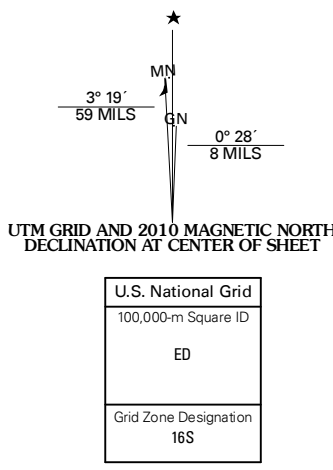 MN
3° 19´
59 MILS
GN
0° 28´
8 MILS
UTM GRID AND 2010 MAGNETIC NORTH
DECLINATION AT CENTER OF SHEET
U.S. National Grid
100,000-m Square ID
ED
Grid Zone Designation
16S